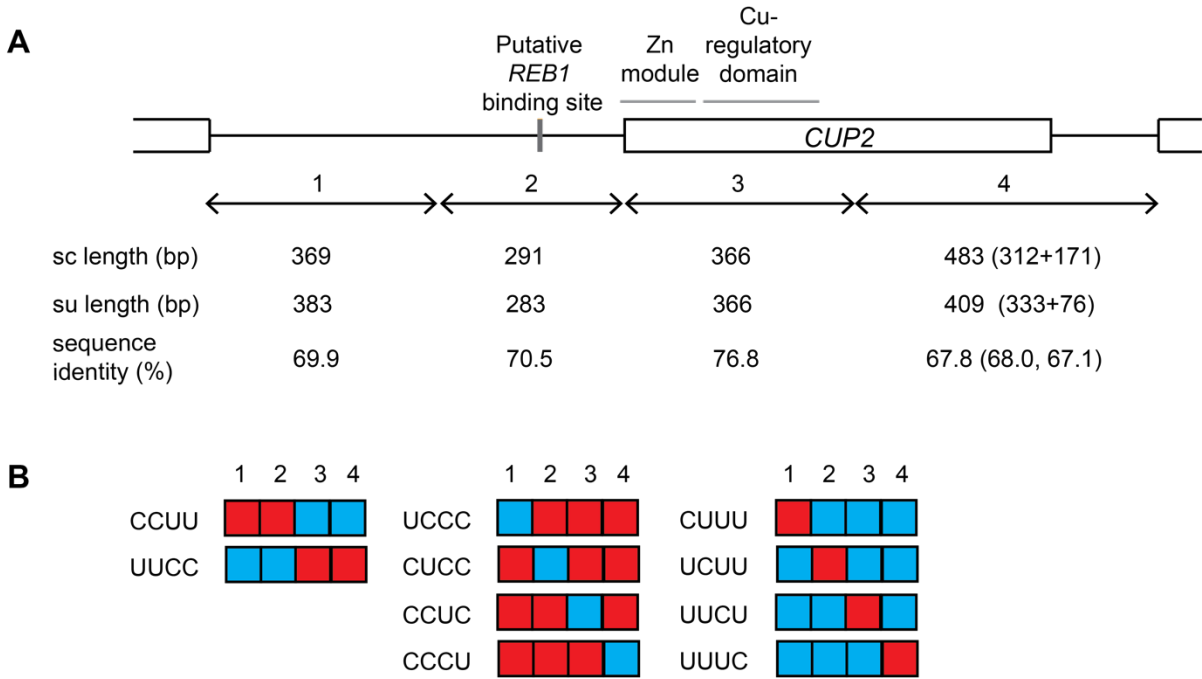 A
Putative
REB1
binding site
Zn
module
Cu-
regulatory
domain
CUP2
1 2 3 4
sc length (bp) 369 291 366 483 (312+171)
su length (bp) 383 283 366 409 (333+76)
sequence
identity (%) 69.9 70.5 76.8 67.8 (68.0, 67.1)
B
1 2 3 4
CCUU
UUCC
1 2 3 4
UCCC
CUCC
CCUC
CCCU
1 2 3 4
CUUU
UCUU
UUCU
UUUC